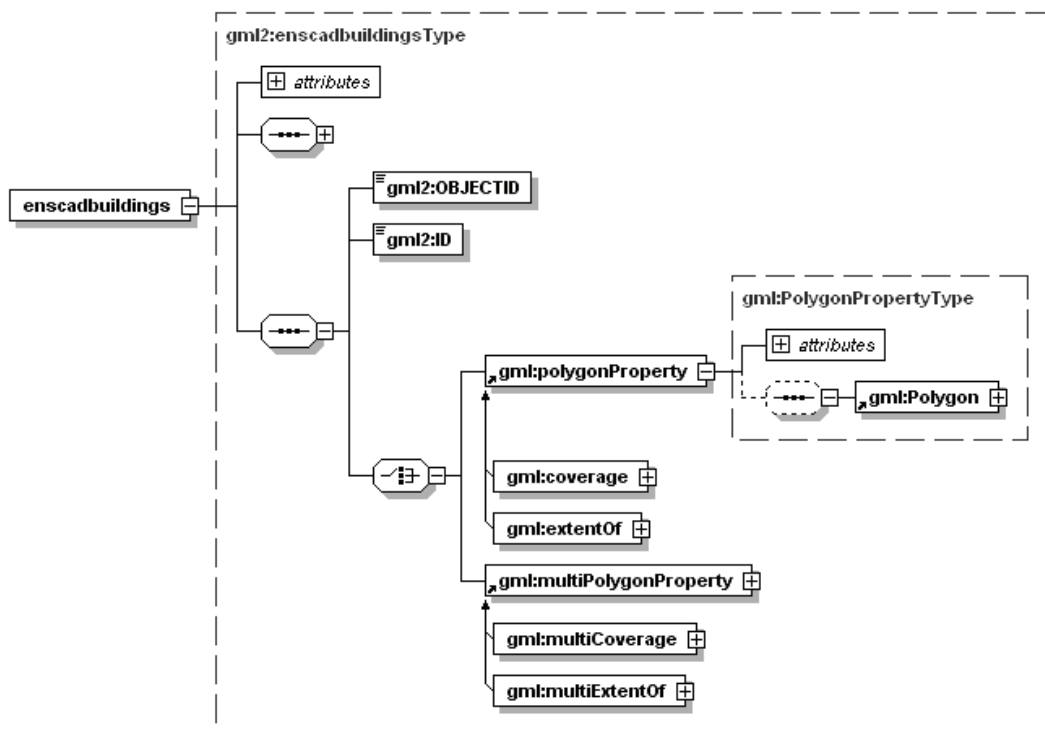 gml2:enscadbuildingsType
attributes
enscadbuildings
gml2:OBJECTID
gml2:ID
gml:PolygonPropertyType
attributes
gml:polygonProperty
gml:Polygon
gml:coverage
gml:extentOf
gml:multiPolygonProperty
gml:multiCoverage
gml:multiExtentOf